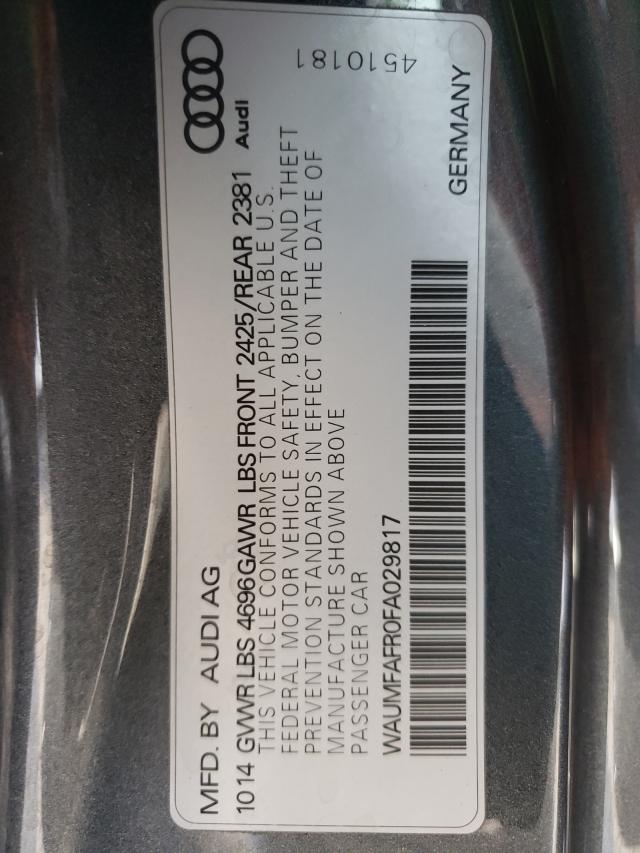 MFD. BY AUDI AG
Audi
1014 GVWR LBS 4696 GAWR LBS FRONT 2425/REAR 2381
THIS VEHICLE CONFORMS TO ALL APPLICABLE U.S.
FEDERAL MOTOR VEHICLE SAFETY, BUMPER AND THEFT
PREVENTION STANDARDS IN EFFECT ON THE DATE OF
MANUFACTURE SHOWN ABOVE
PASSENGER CAR
4510181
WAUMFAFR0FA029817
GERMANY